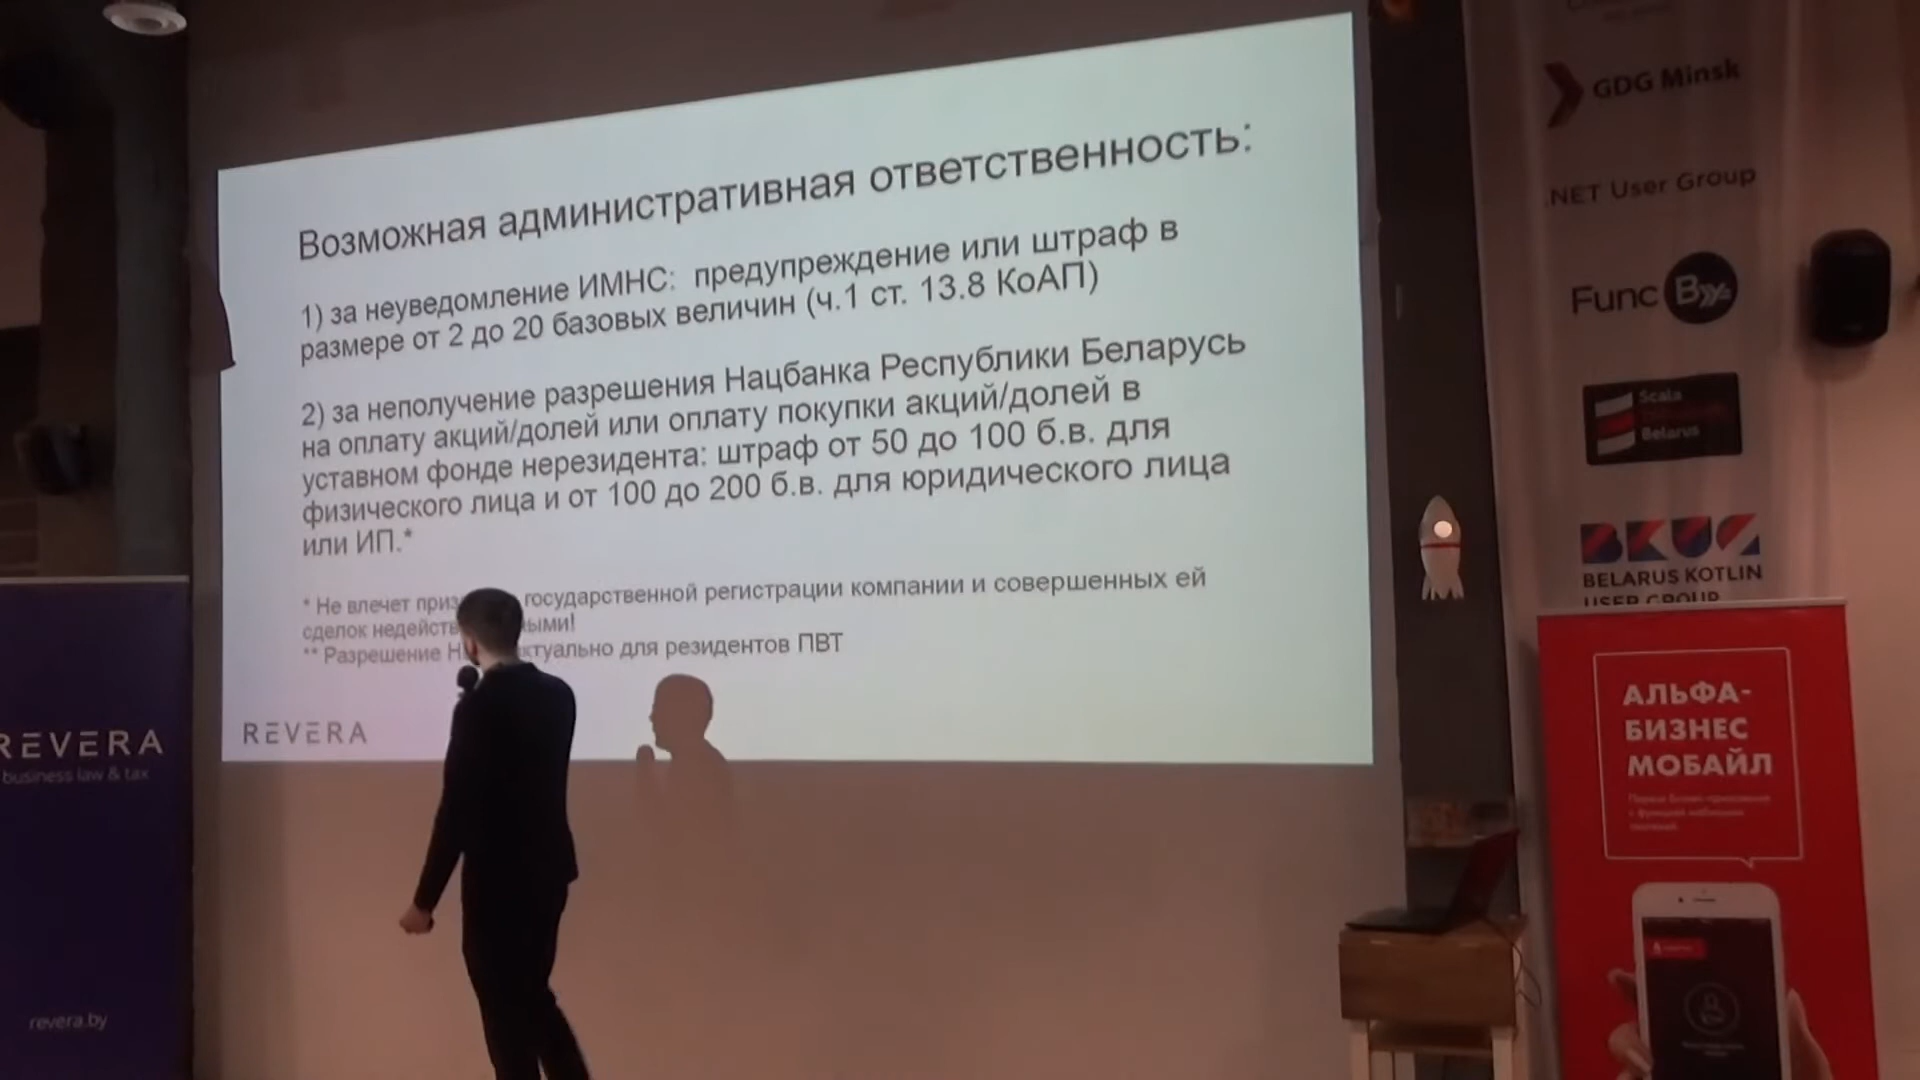 Возможная административная ответственность:
1) за неуведомление ИМНС: предупреждение или штраф в
размере от 2 до 20 базовых величин (ч.1 ст. 13.8 КоАП)
2) за неполучение разрешения Нацбанка Республики Беларусь
на оплату акций/долей или оплату покупки акций/долей в
уставном фонде нерезидента: штраф от 50 до 100 б.в. для
физического лица и от 100 до 200 б.в. для юридического лица
или ИП.*
* Не влечет государственной регистрации компании и совершенных ей
сделок
** Разрешение для резидентов ПВТ
REVERA
REVERA
business law & tax
revera.by
GDG Minsk
.NET User Group
Func By
Scala
Belarus
BKUG
BELARUS KOTLIN
USER GROUP
АЛЬФА-
БИЗНЕС
МОБАЙЛ